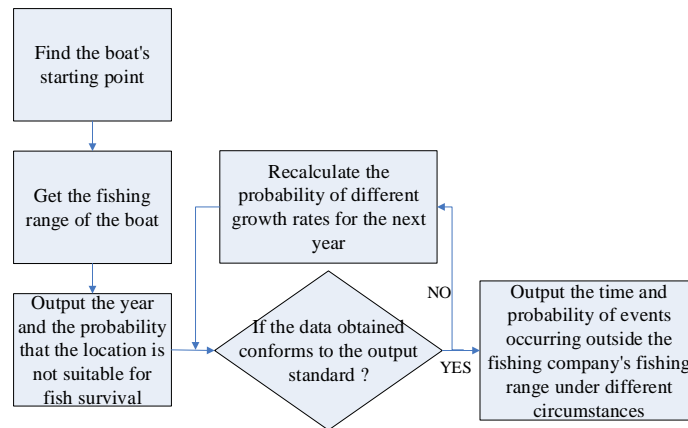 Find the boat's
starting point
Get the fishing
range of the boat
Output the year
and the probability
that the location is
not suitable for
fish survival
Recalculate the
probability of different
growth rates for the next
year
If the data obtained
conforms to the output
standard ?
NO
YES
Output the time and
probability of events
occurring outside the
fishing company's fishing
range under different
circumstances